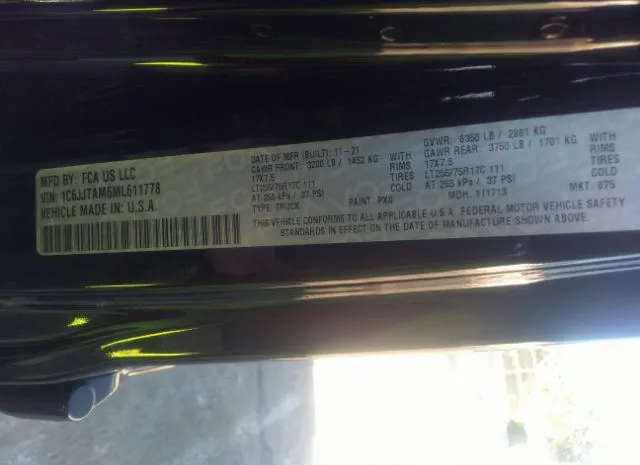 MFD BY: FCA US LLC
VIN: 1C6JJTAM6ML611778
VEHICLE MADE IN U.S.A.
DATE OF MFR (BUILT): 11-21
GAWR FRONT: 3200 LB / 1452 KG WITH
17X7.5 RIMS
LT255/75R17C 111 TIRES
AT 255 kPa / 37 PSI COLD
TYPE: TRUCK PAINT: PX8
GVWR: 6350 LB / 2881 KG
GAWR REAR: 3750 LB / 1701 KG WITH
17X7.5 RIMS
LT255/75R17C 111 TIRES
AT 255 kPa / 37 PSI COLD
MDH: 111713 MKT: 875
THIS VEHICLE CONFORMS TO ALL APPLICABLE U.S.A. FEDERAL MOTOR VEHICLE SAFETY
STANDARDS IN EFFECT ON THE DATE OF MANUFACTURE SHOWN ABOVE.